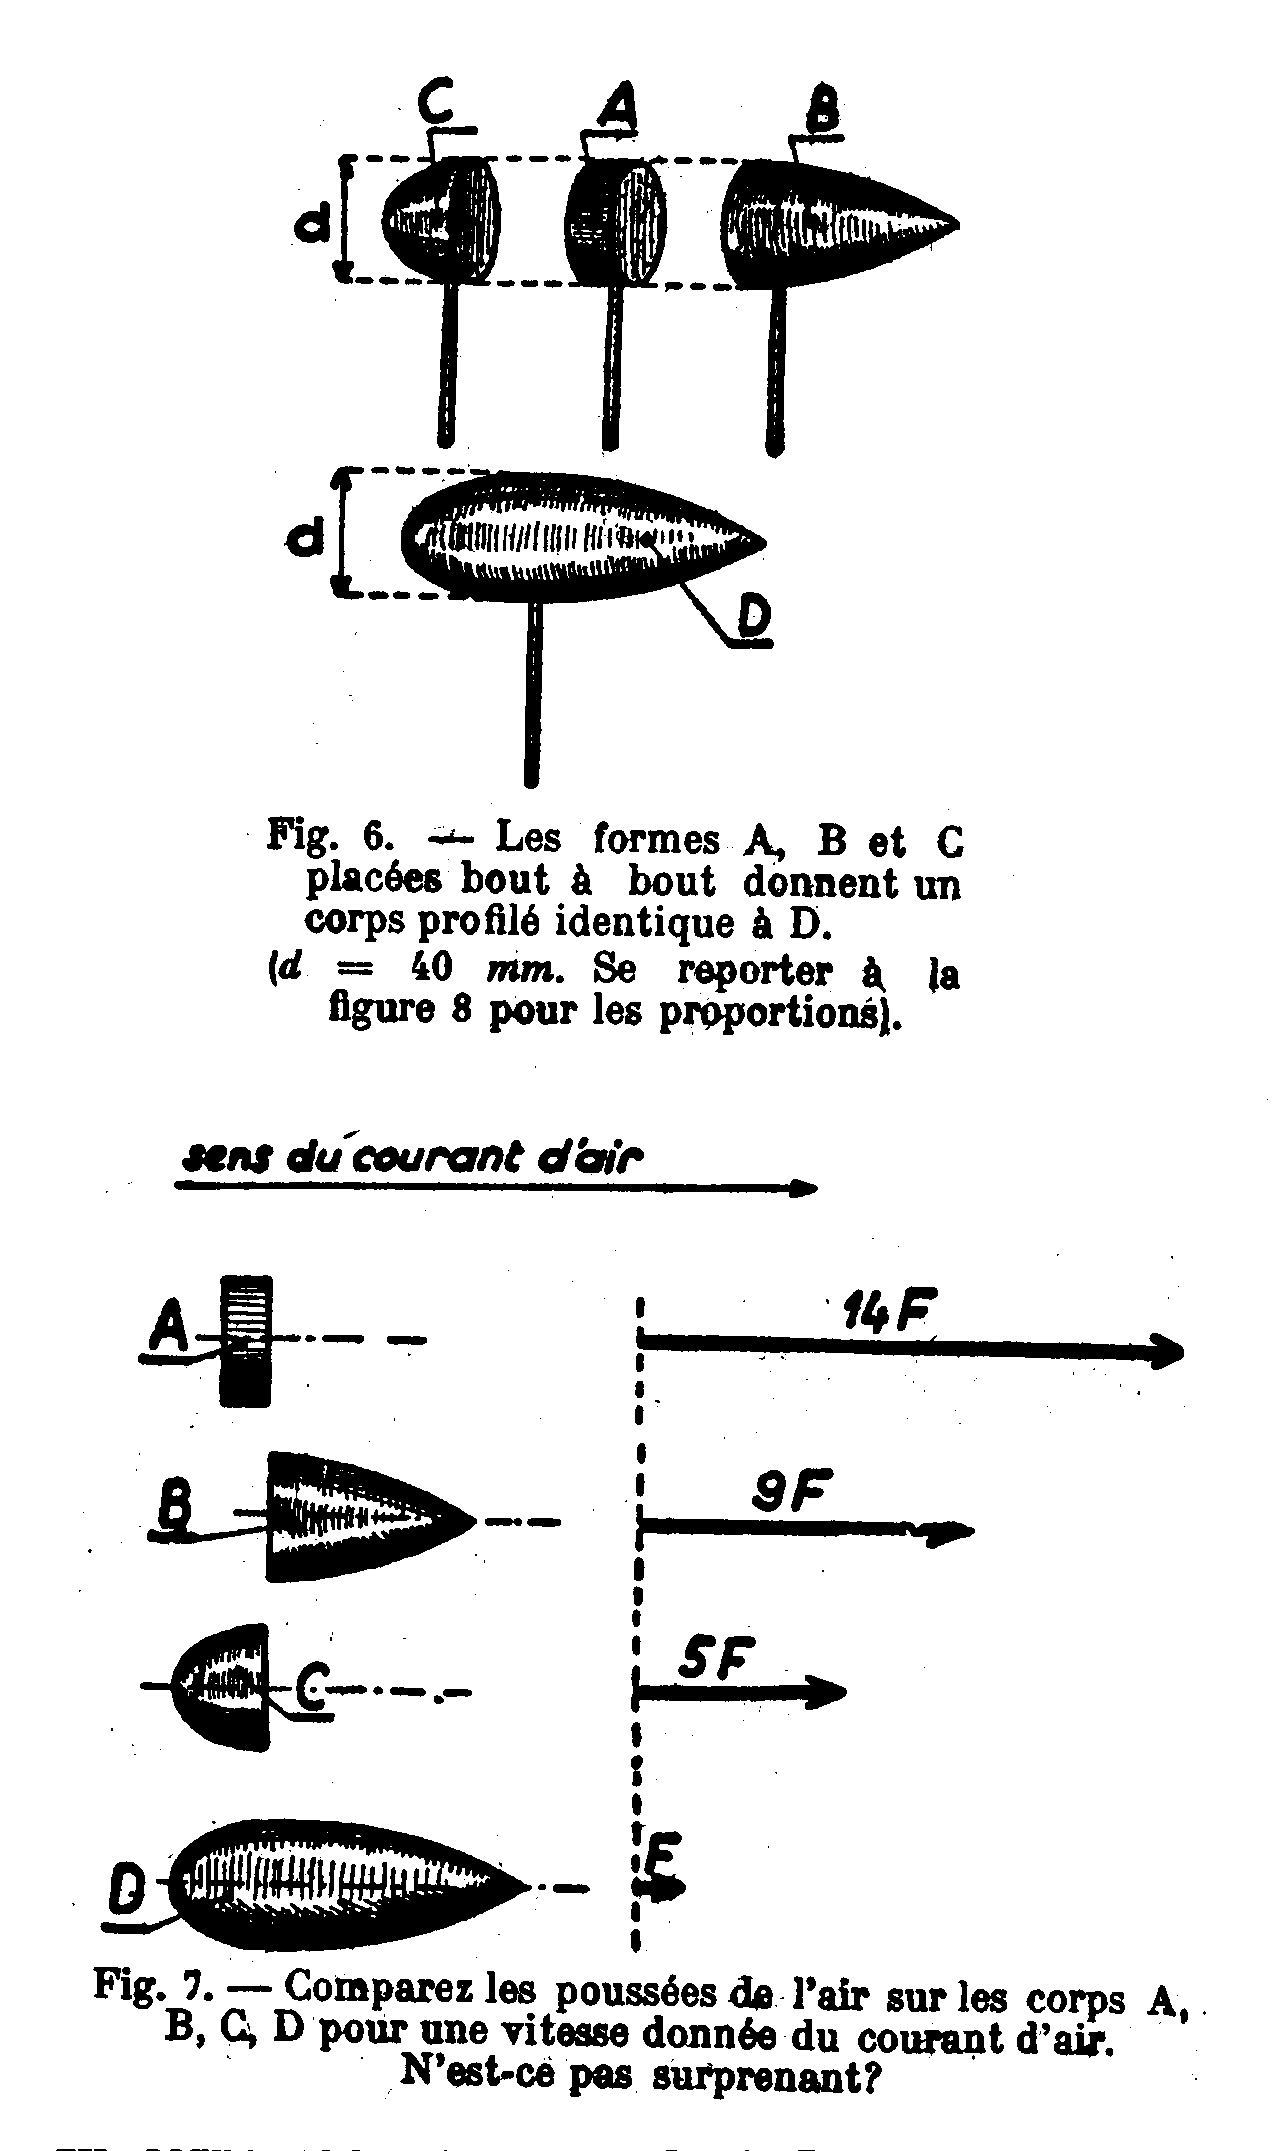 C A B
d
d
D
Fig. 6. — Les formes A, B et C
placées bout à bout donnent un
corps profilé identique à D.
(d = 40 mm. Se reporter à la
figure 8 pour les proportions).
sens du courant d'air
A 14F
B 9F
C 5F
D F
Fig. 7. — Comparez les poussées de l'air sur les corps A,
B, C, D pour une vitesse donnée du courant d'air.
N'est-ce pas surprenant?